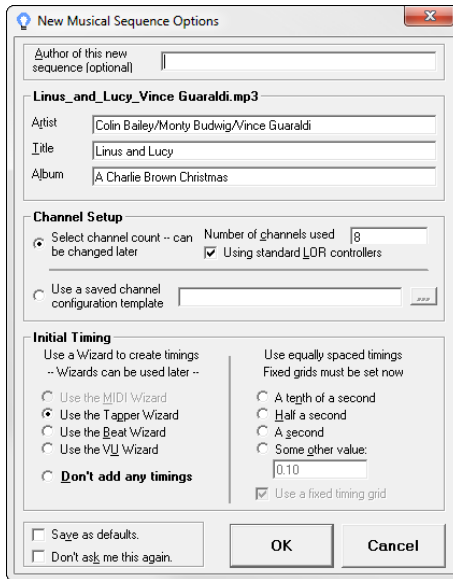 New Musical Sequence Options
Author of this new
sequence (optional)
Linus_and_Lucy_Vince Guaraldi.mp3
Artist
Colin Bailey/Monty Budwig/Vince Guaraldi
Title
Linus and Lucy
Album
A Charlie Brown Christmas
Channel Setup
Select channel count -- can
be changed later
Number of channels used
8
Using standard LOR controllers
Use a saved channel
configuration template
...
Initial Timing
Use a Wizard to create timings
-- Wizards can be used later --
Use the MIDI Wizard
Use the Tapper Wizard
Use the Beat Wizard
Use the VU Wizard
Don't add any timings
Use equally spaced timings
Fixed grids must be set now
A tenth of a second
Half a second
A second
Some other value:
0.10
Use a fixed timing grid
Save as defaults.
Don't ask me this again.
OK
Cancel